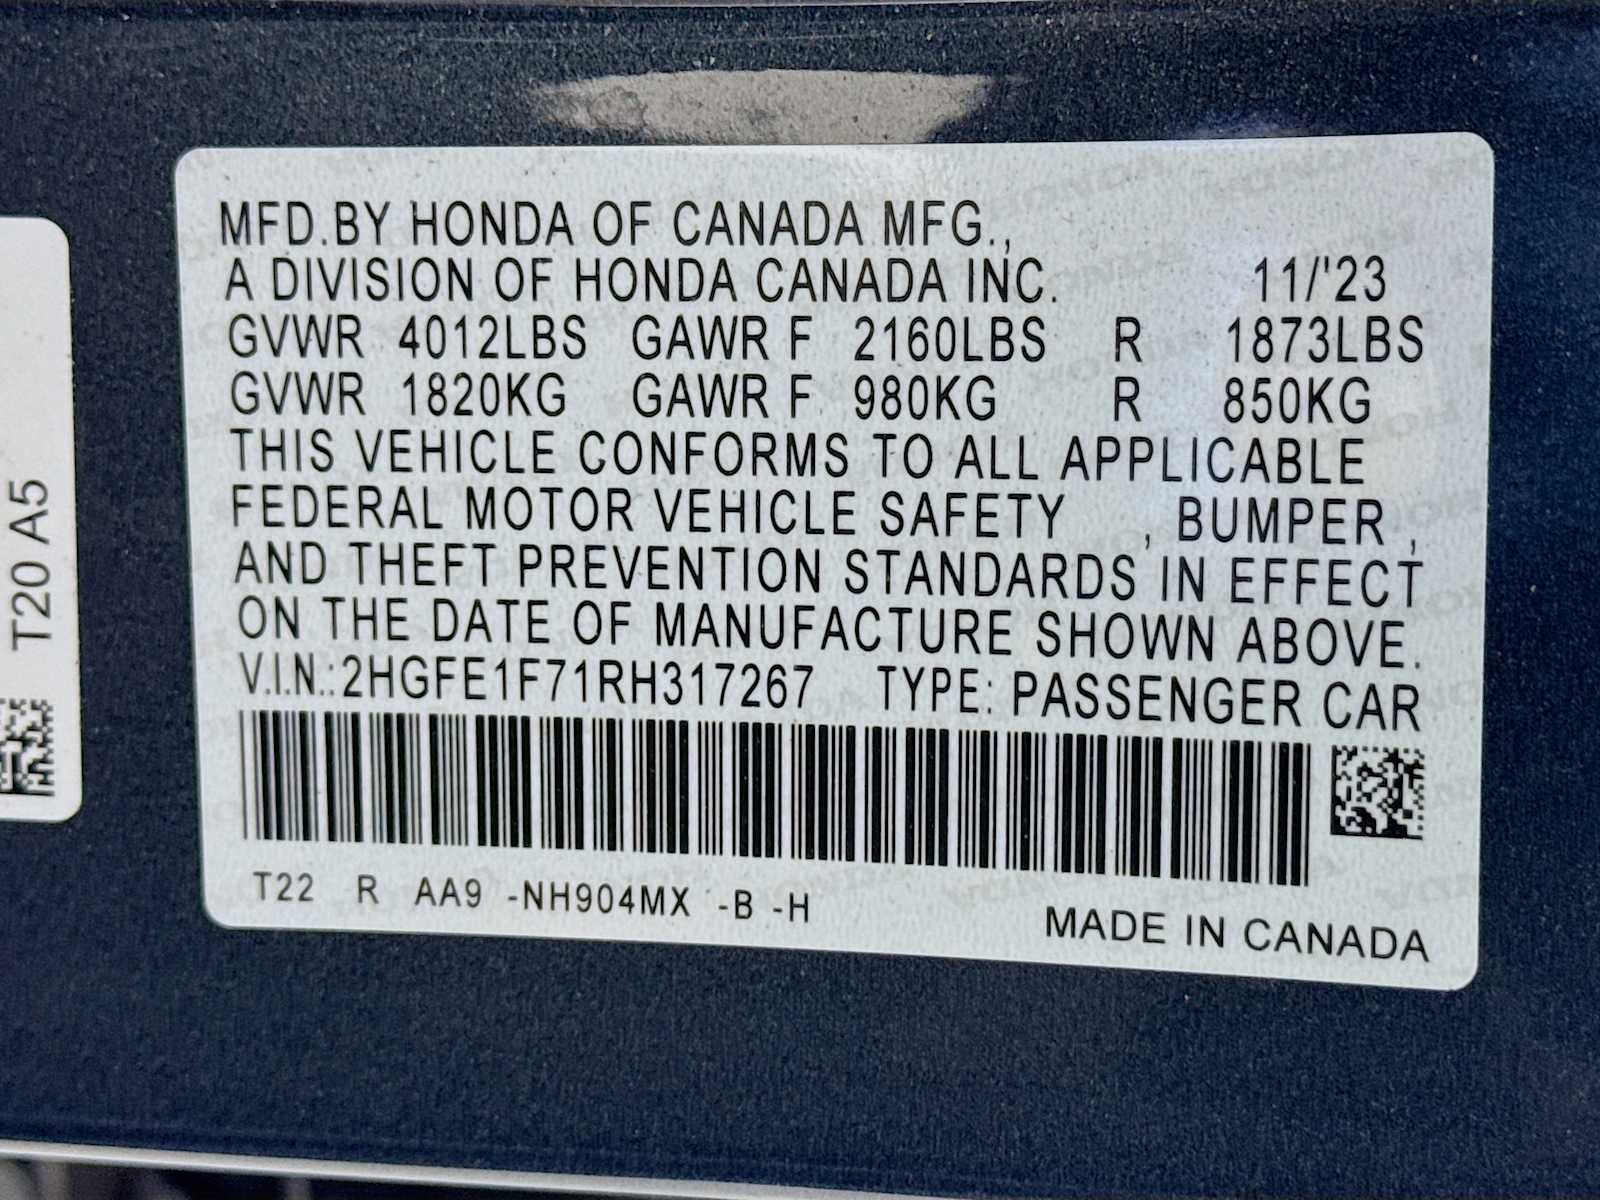 MFD.BY HONDA OF CANADA MFG.,
A DIVISION OF HONDA CANADA INC. 11/'23
GVWR 4012LBS GAWR F 2160LBS R 1873LBS
GVWR 1820KG GAWR F 980KG R 850KG
THIS VEHICLE CONFORMS TO ALL APPLICABLE
FEDERAL MOTOR VEHICLE SAFETY , BUMPER ,
AND THEFT PREVENTION STANDARDS IN EFFECT
ON THE DATE OF MANUFACTURE SHOWN ABOVE.
V.I.N.:2HGFE1F71RH317267 TYPE: PASSENGER CAR
T22 R AA9 -NH904MX -B -H
MADE IN CANADA
T20 A5